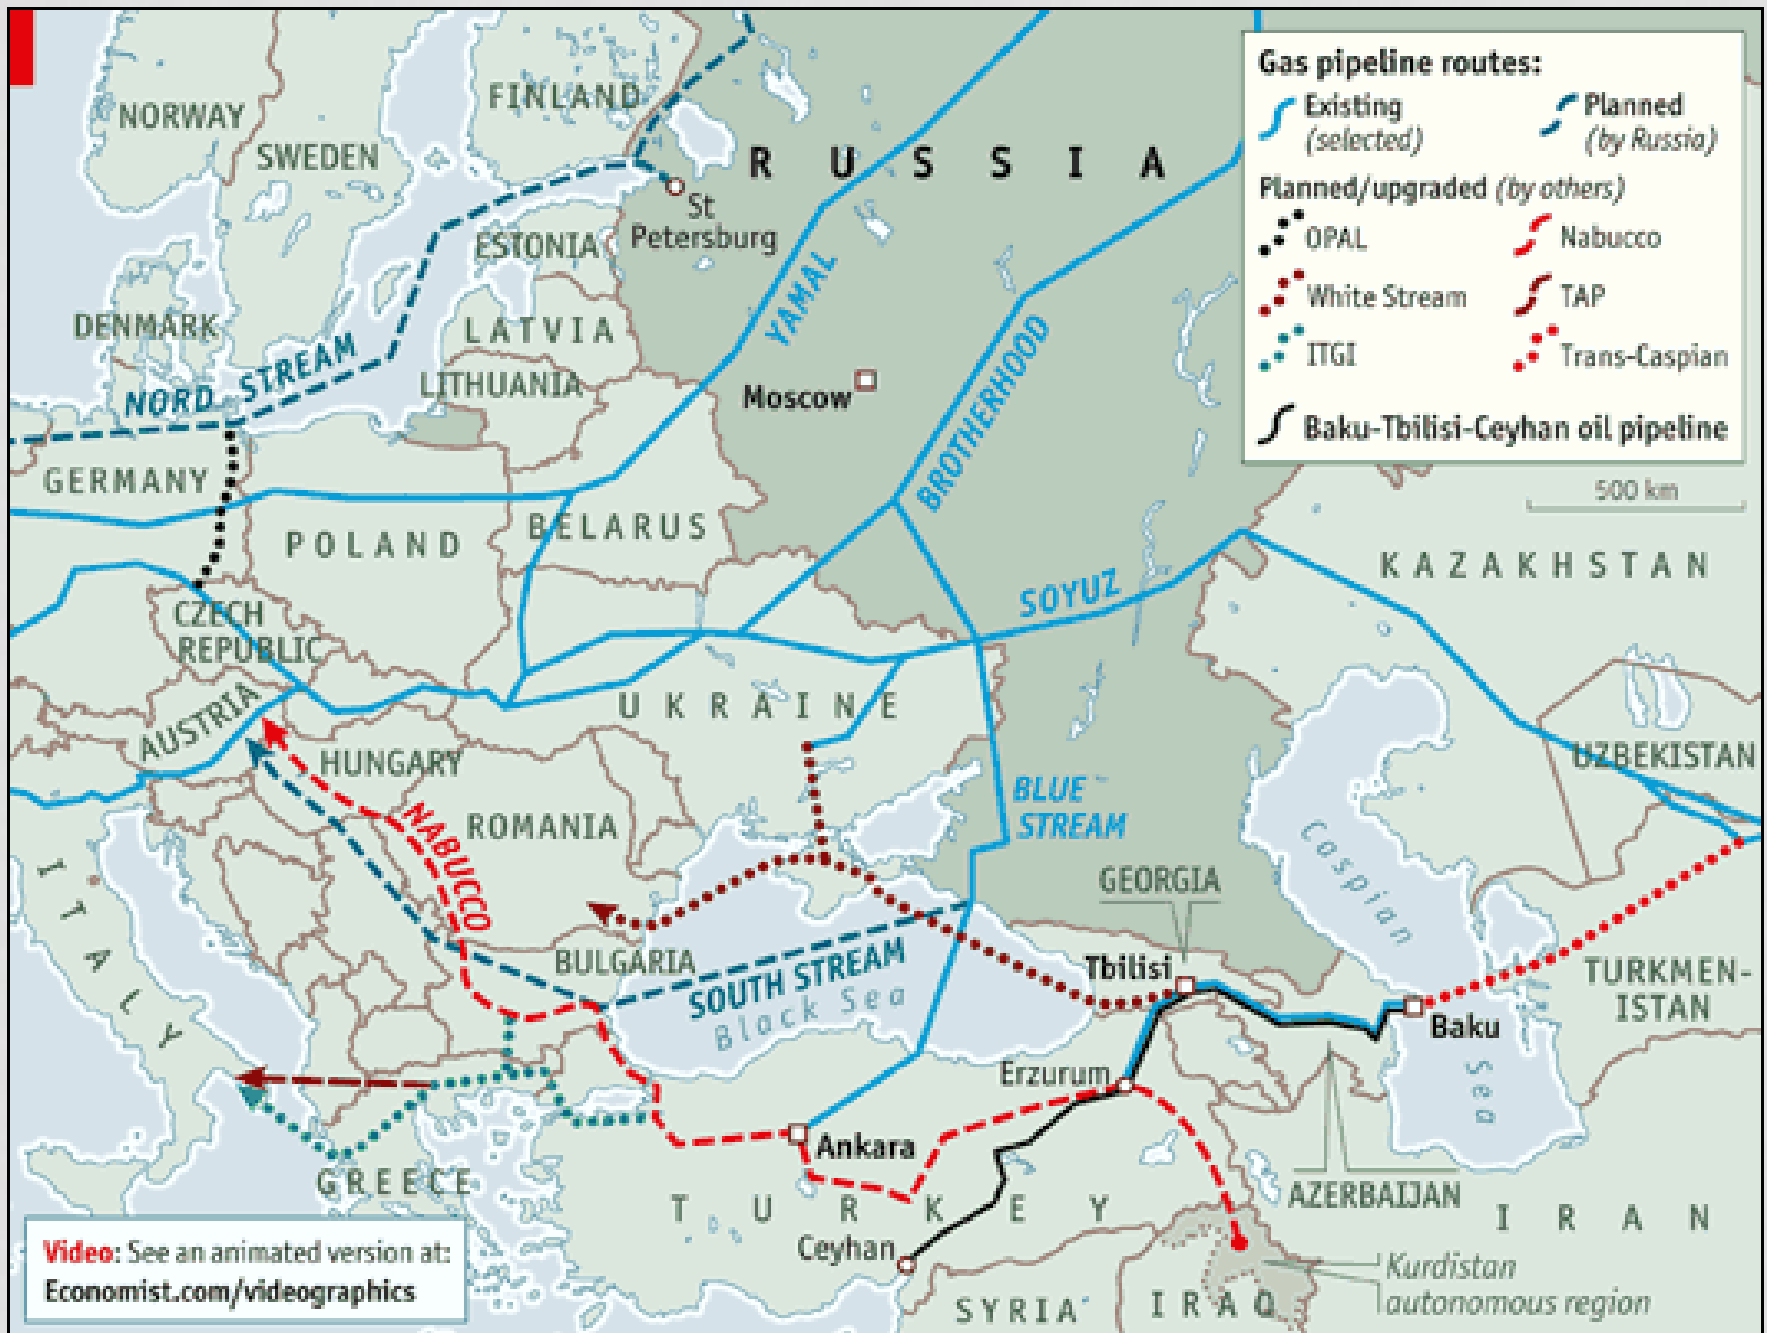 Gas pipeline routes:
Existing
(selected)
Planned
(by Russia)
Planned/upgraded (by others)
OPAL
Nabucco
White Stream
TAP
ITGI
Trans-Caspian
Baku-Tbilisi-Ceyhan oil pipeline
500 km
NORWAY
SWEDEN
FINLAND
RUSSIA
St
Petersburg
ESTONIA
YAMAL
DENMARK
LATVIA
NORD STREAM
LITHUANIA
Moscow
BROTHERHOOD
GERMANY
POLAND
BELARUS
KAZAKHSTAN
SOYUZ
CZECH
REPUBLIC
AUSTRIA
UKRAINE
HUNGARY
UZBEKISTAN
BLUE
STREAM
NABUCCO
ROMANIA
Caspian
Sea
ITALY
GEORGIA
BULGARIA
SOUTH STREAM
Black Sea
Tbilisi
TURKMEN-
ISTAN
Baku
Erzurum
Ankara
GREECE
TURKEY
AZERBAIJAN
IRAN
Ceyhan
Kurdistan
autonomous region
SYRIA
IRAQ
Video: See an animated version at:
Economist.com/videographics